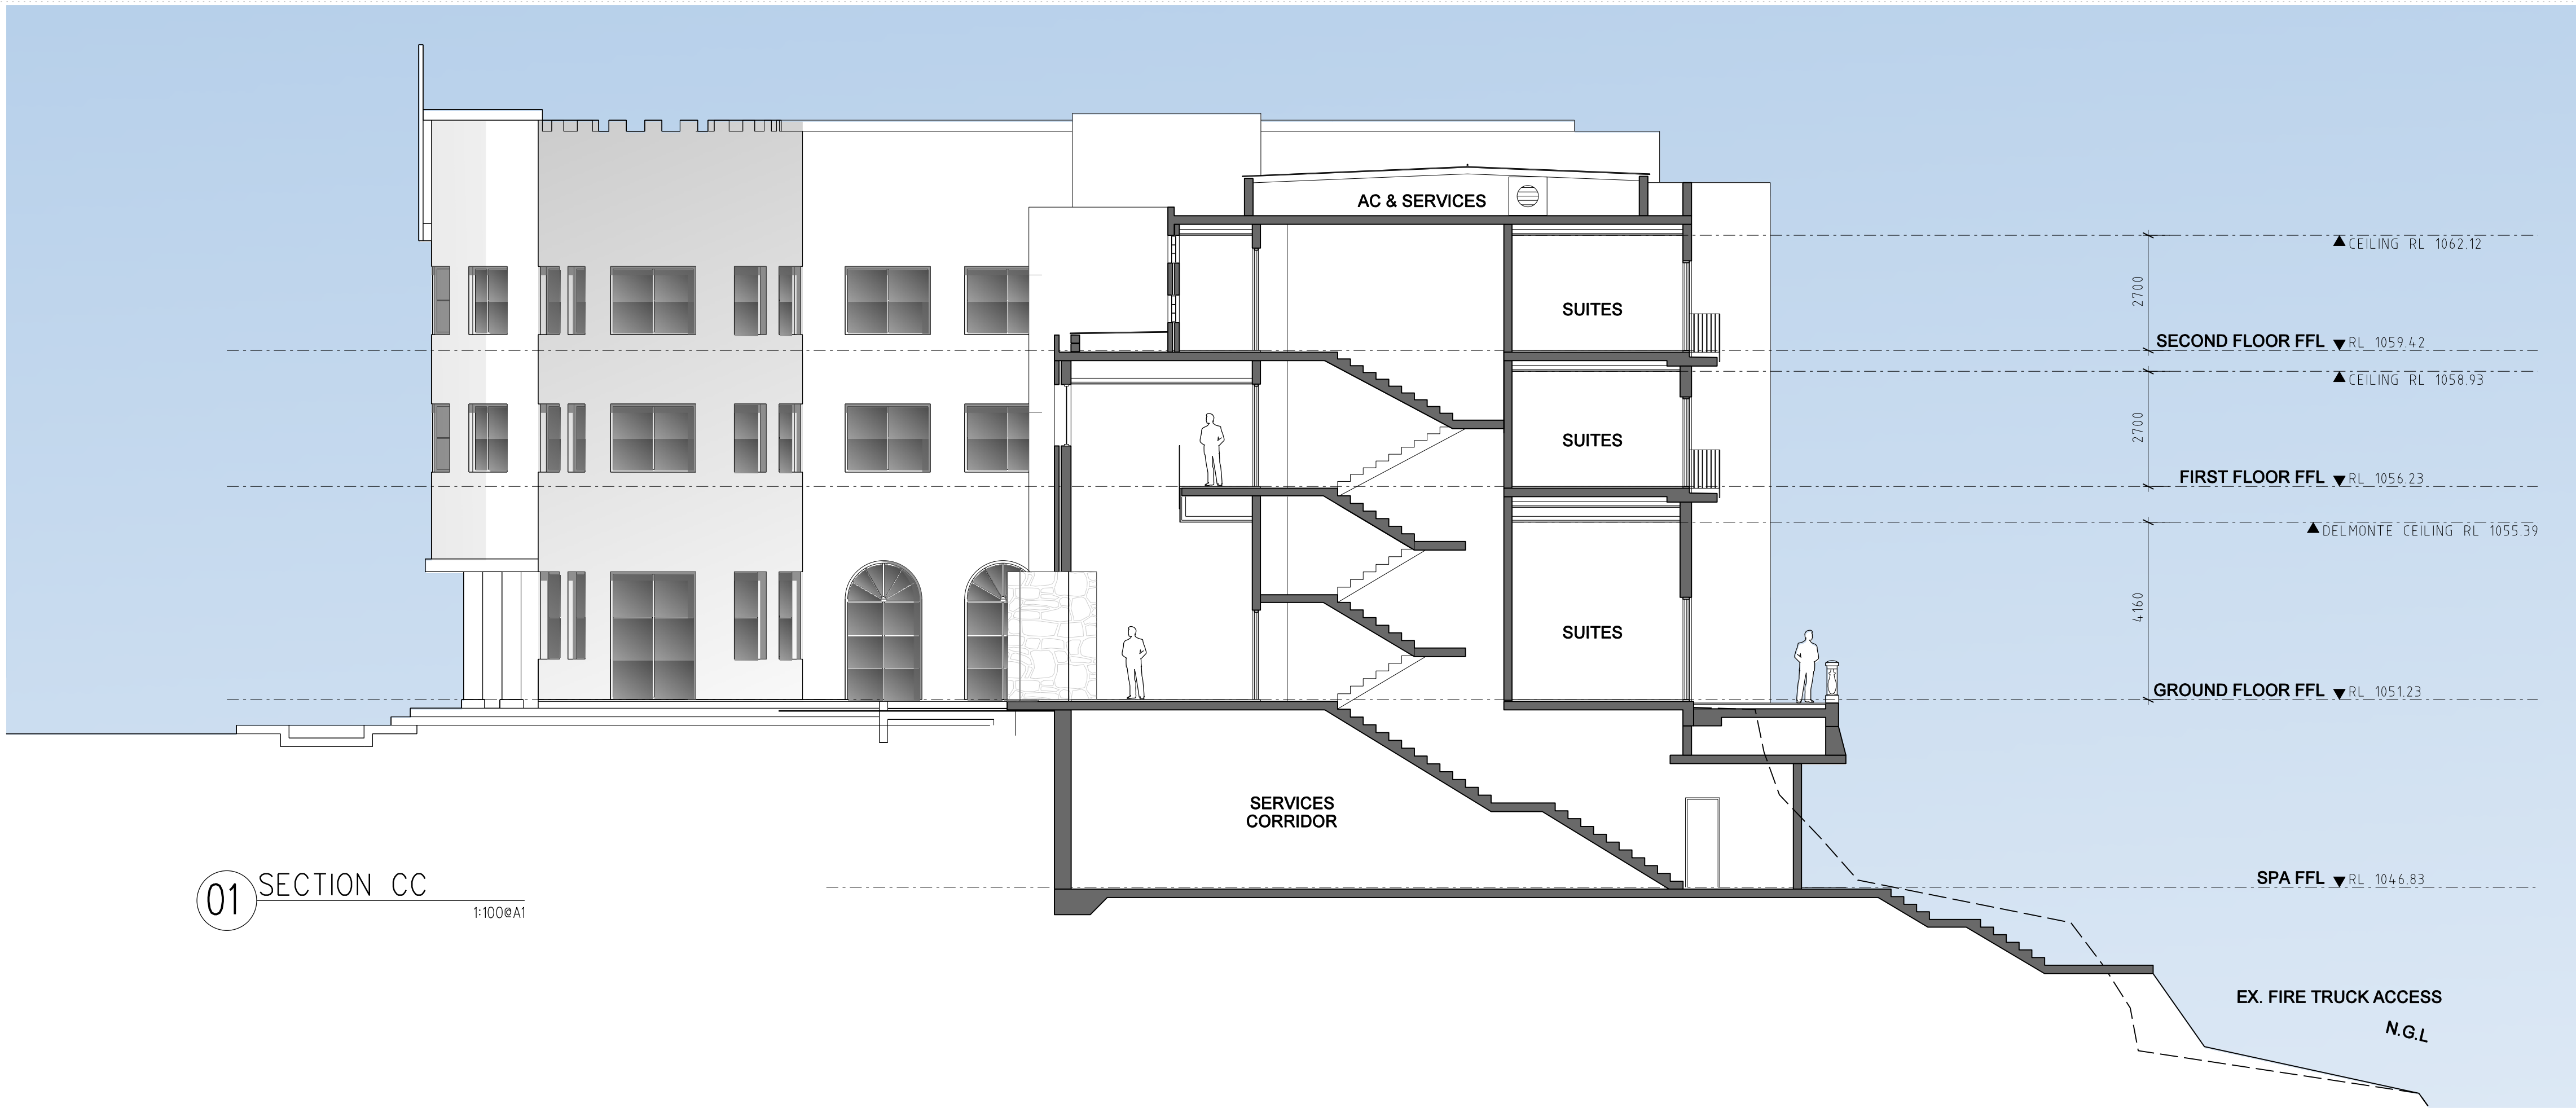 AC & SERVICES
CEILING RL 1062.12
2700
SUITES
SECOND FLOOR FFL RL 1059.42
CEILING RL 1058.93
2700
SUITES
FIRST FLOOR FFL RL 1056.23
DELMONTE CEILING RL 1055.39
4160
SUITES
GROUND FLOOR FFL RL 1051.23
SERVICES
CORRIDOR
SPA FFL RL 1046.83
01 SECTION CC
1:100@A1
EX. FIRE TRUCK ACCESS
N.G.L